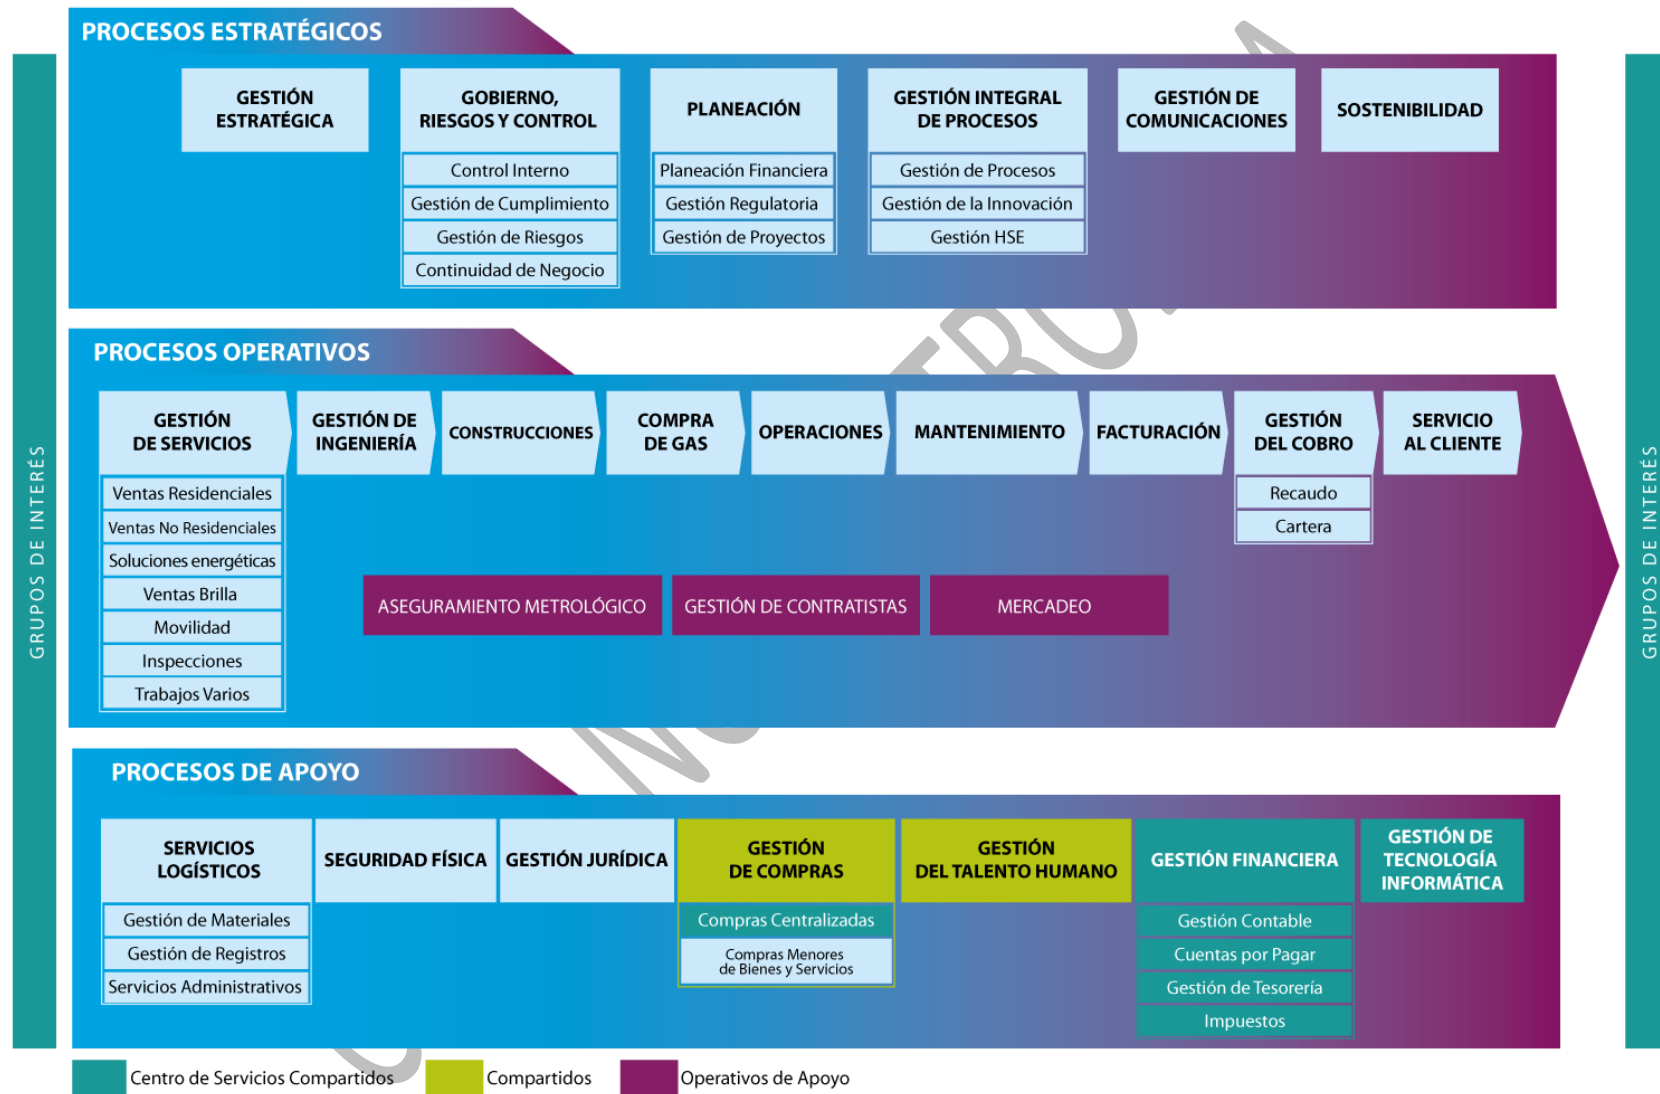 PROCESOS ESTRATÉGICOS
GESTIÓN
ESTRATÉGICA
GOBIERNO,
RIESGOS Y CONTROL
Control Interno
Gestión de Cumplimiento
Gestión de Riesgos
Continuidad de Negocio
PLANEACIÓN
Planeación Financiera
Gestión Regulatoria
Gestión de Proyectos
GESTIÓN INTEGRAL
DE PROCESOS
Gestión de Procesos
Gestión de la Innovación
Gestión HSE
GESTIÓN DE
COMUNICACIONES
SOSTENIBILIDAD
GRUPOS DE INTERÉS
PROCESOS OPERATIVOS
GESTIÓN
DE SERVICIOS
Ventas Residenciales
Ventas No Residenciales
Soluciones energéticas
Ventas Brilla
Movilidad
Inspecciones
Trabajos Varios
GESTIÓN DE
INGENIERÍA
CONSTRUCCIONES
COMPRA
DE GAS
OPERACIONES
MANTENIMIENTO
FACTURACIÓN
GESTIÓN
DEL COBRO
Recaudo
Cartera
SERVICIO
AL CLIENTE
ASEGURAMIENTO METROLÓGICO
GESTIÓN DE CONTRATISTAS
MERCADEO
GRUPOS DE INTERÉS
PROCESOS DE APOYO
SERVICIOS
LOGÍSTICOS
Gestión de Materiales
Gestión de Registros
Servicios Administrativos
SEGURIDAD FÍSICA
GESTIÓN JURÍDICA
GESTIÓN
DE COMPRAS
Compras Centralizadas
Compras Menores
de Bienes y Servicios
GESTIÓN
DEL TALENTO HUMANO
GESTIÓN FINANCIERA
Gestión Contable
Cuentas por Pagar
Gestión de Tesorería
Impuestos
GESTIÓN DE
TECNOLOGÍA
INFORMÁTICA
Centro de Servicios Compartidos
Compartidos
Operativos de Apoyo